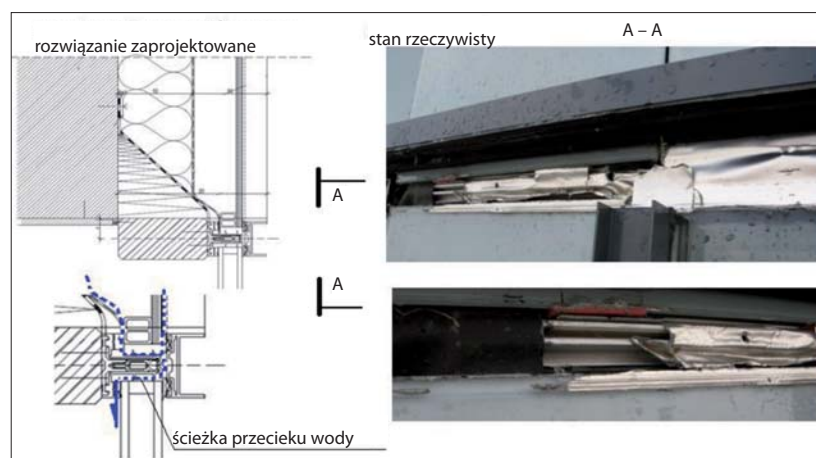 rozwiązanie zaprojektowane
stan rzeczywisty
A – A
A
A
ścieżka przecieku wody